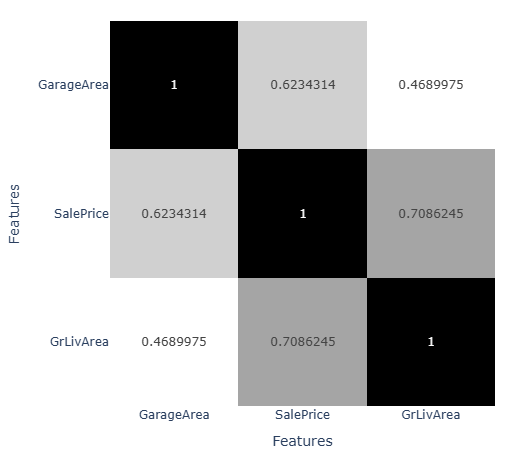 GarageArea 1 0.6234314 0.4689975
Features
SalePrice 0.6234314 1 0.7086245
GrLivArea 0.4689975 0.7086245 1
GarageArea SalePrice GrLivArea
Features